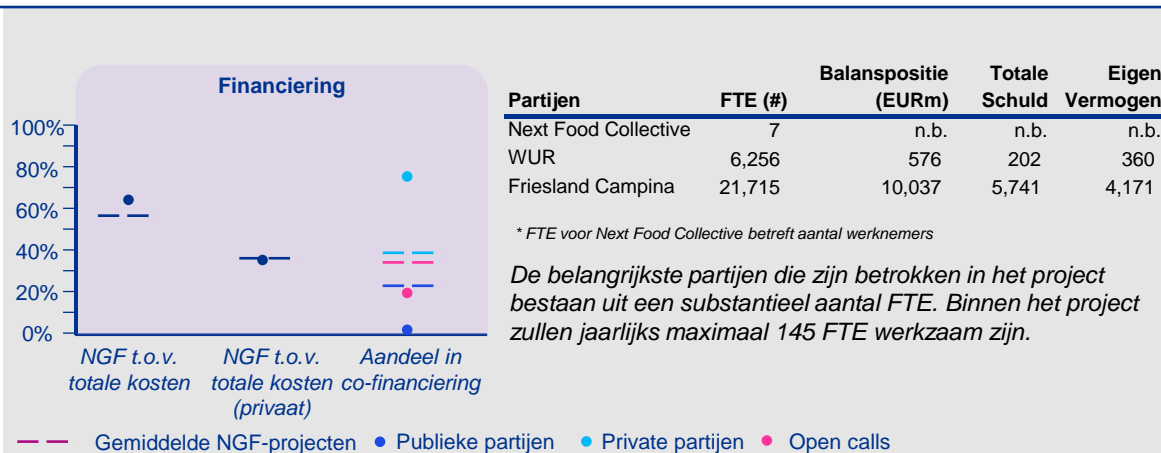 Financiering
100%
80%
60%
40%
20%
0%
NGF t.o.v. totale kosten
NGF t.o.v. totale kosten (privaat)
Aandeel in co-financiering
Gemiddelde NGF-projecten Publieke partijen Private partijen Open calls
Balanspositie Totale Eigen
Partijen FTE (#) (EURm) Schuld Vermogen
Next Food Collective 7 n.b. n.b. n.b.
WUR 6,256 576 202 360
Friesland Campina 21,715 10,037 5,741 4,171
* FTE voor Next Food Collective betreft aantal werknemers
De belangrijkste partijen die zijn betrokken in het project
bestaan uit een substantieel aantal FTE. Binnen het project
zullen jaarlijks maximaal 145 FTE werkzaam zijn.